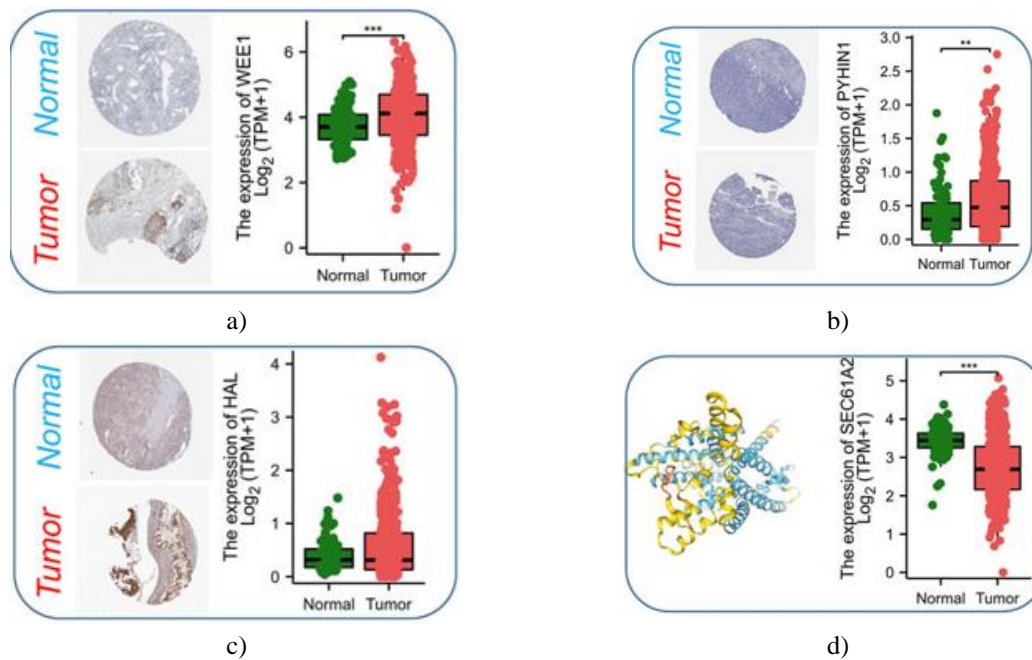 Normal
Tumor
The expression of WEE1
Log2 (TPM+1)
***
6
4
2
0
Normal Tumor
a)
Normal
Tumor
The expression of PYHIN1
Log2 (TPM+1)
**
3.0
2.5
2.0
1.5
1.0
0.5
0.0
Normal Tumor
b)
Normal
Tumor
The expression of HAL
Log2 (TPM+1)
4
3
2
1
0
Normal Tumor
c)
The expression of SEC61A2
Log2 (TPM+1)
***
5
4
3
2
1
0
Normal Tumor
d)